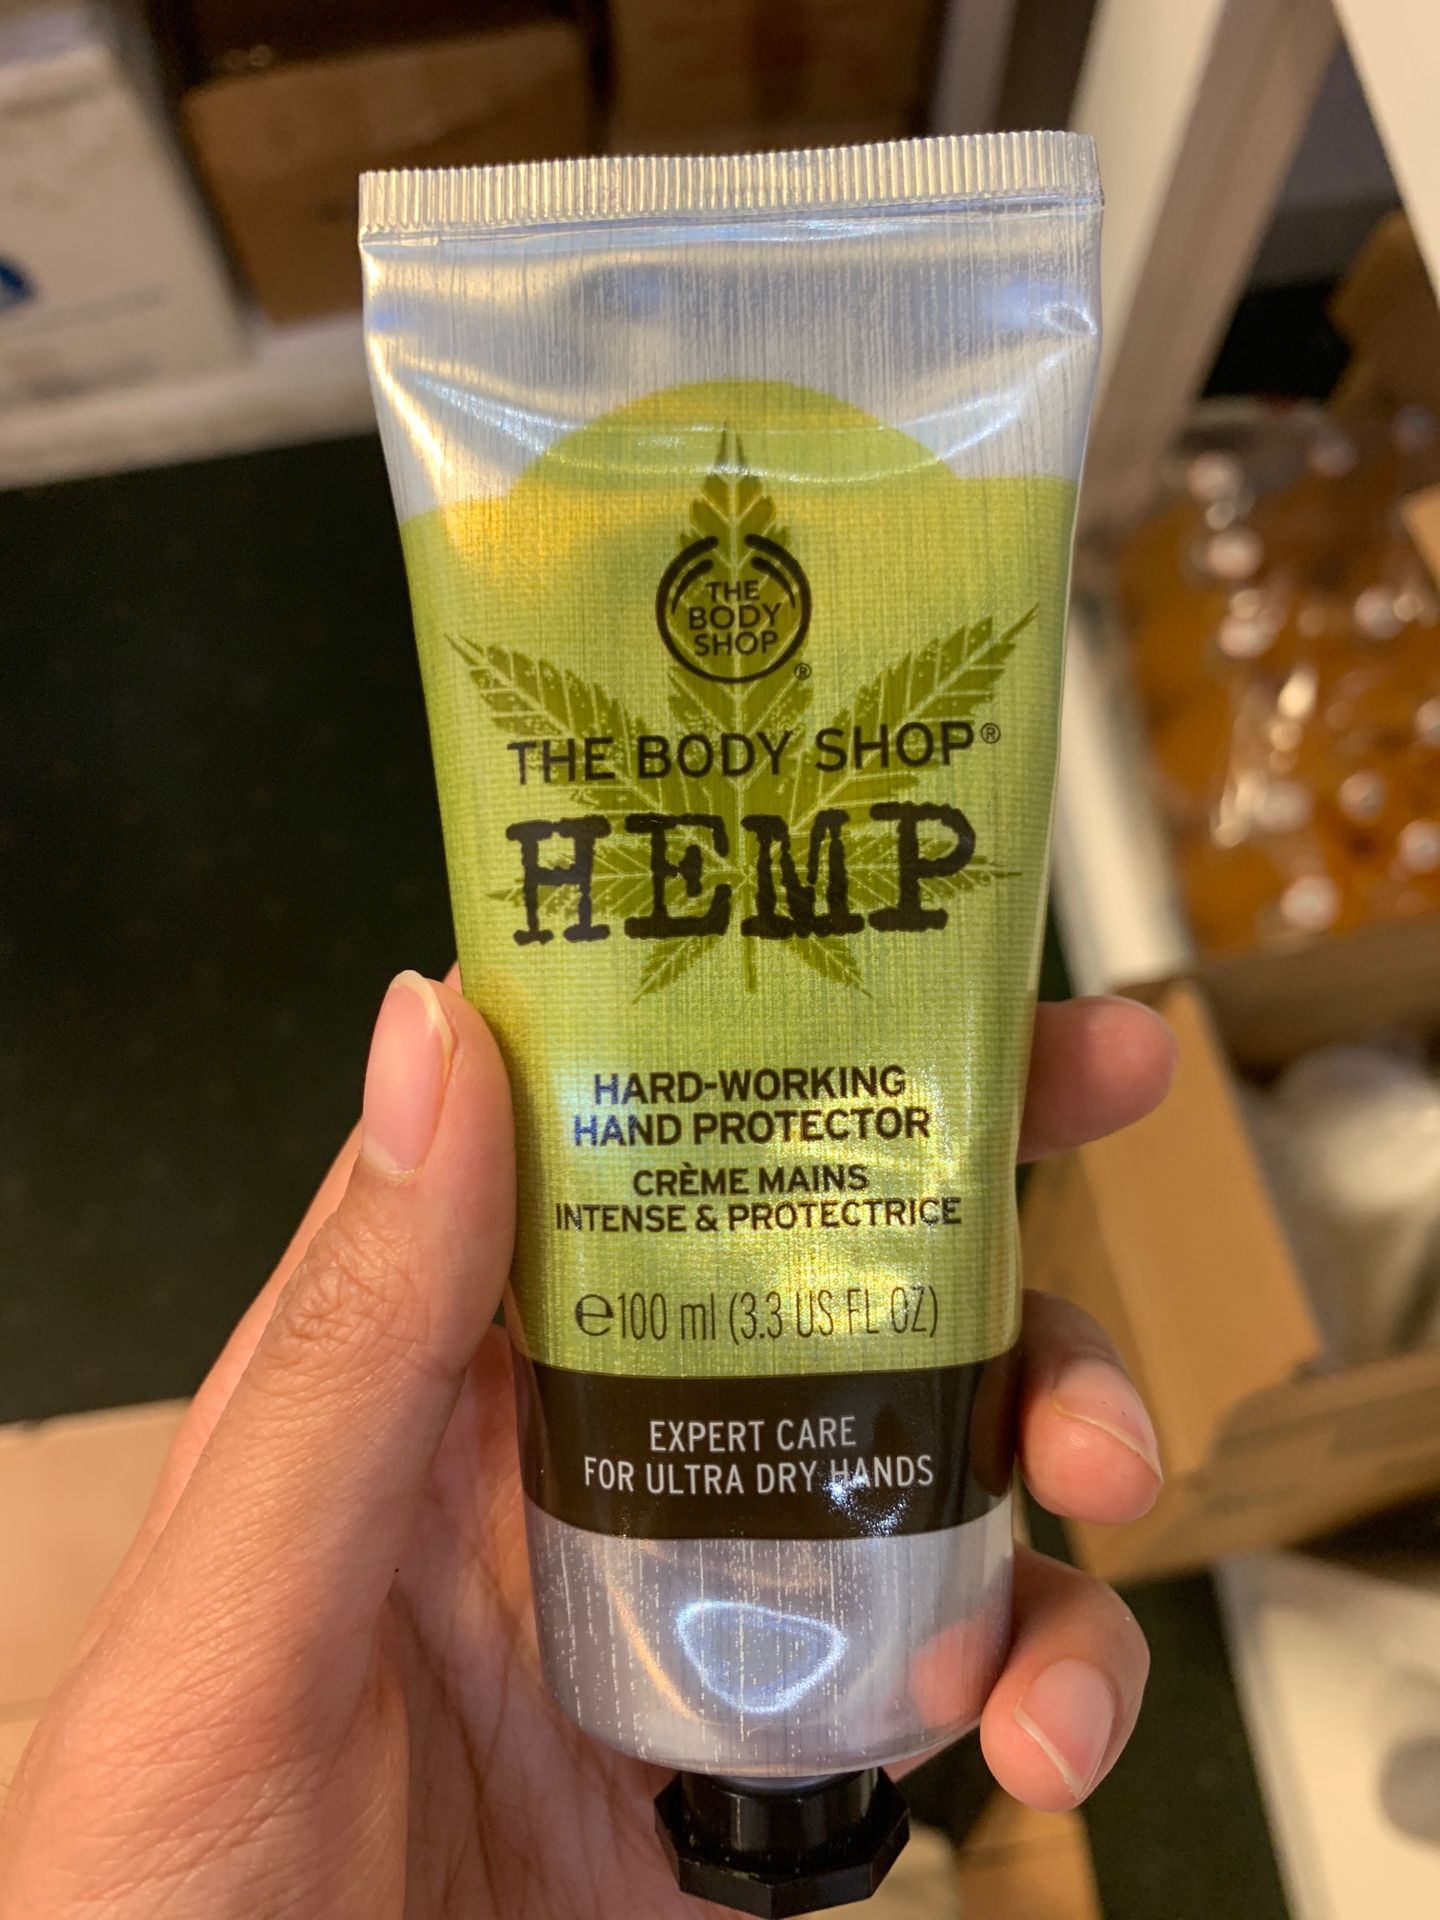 THE
BODY
SHOP
®
THE BODY SHOP®
HEMP
HARD-WORKING
HAND PROTECTOR
CRÈME MAINS
INTENSE & PROTECTRICE
℮100 ml (3.3 US FL OZ)
EXPERT CARE
FOR ULTRA DRY HANDS